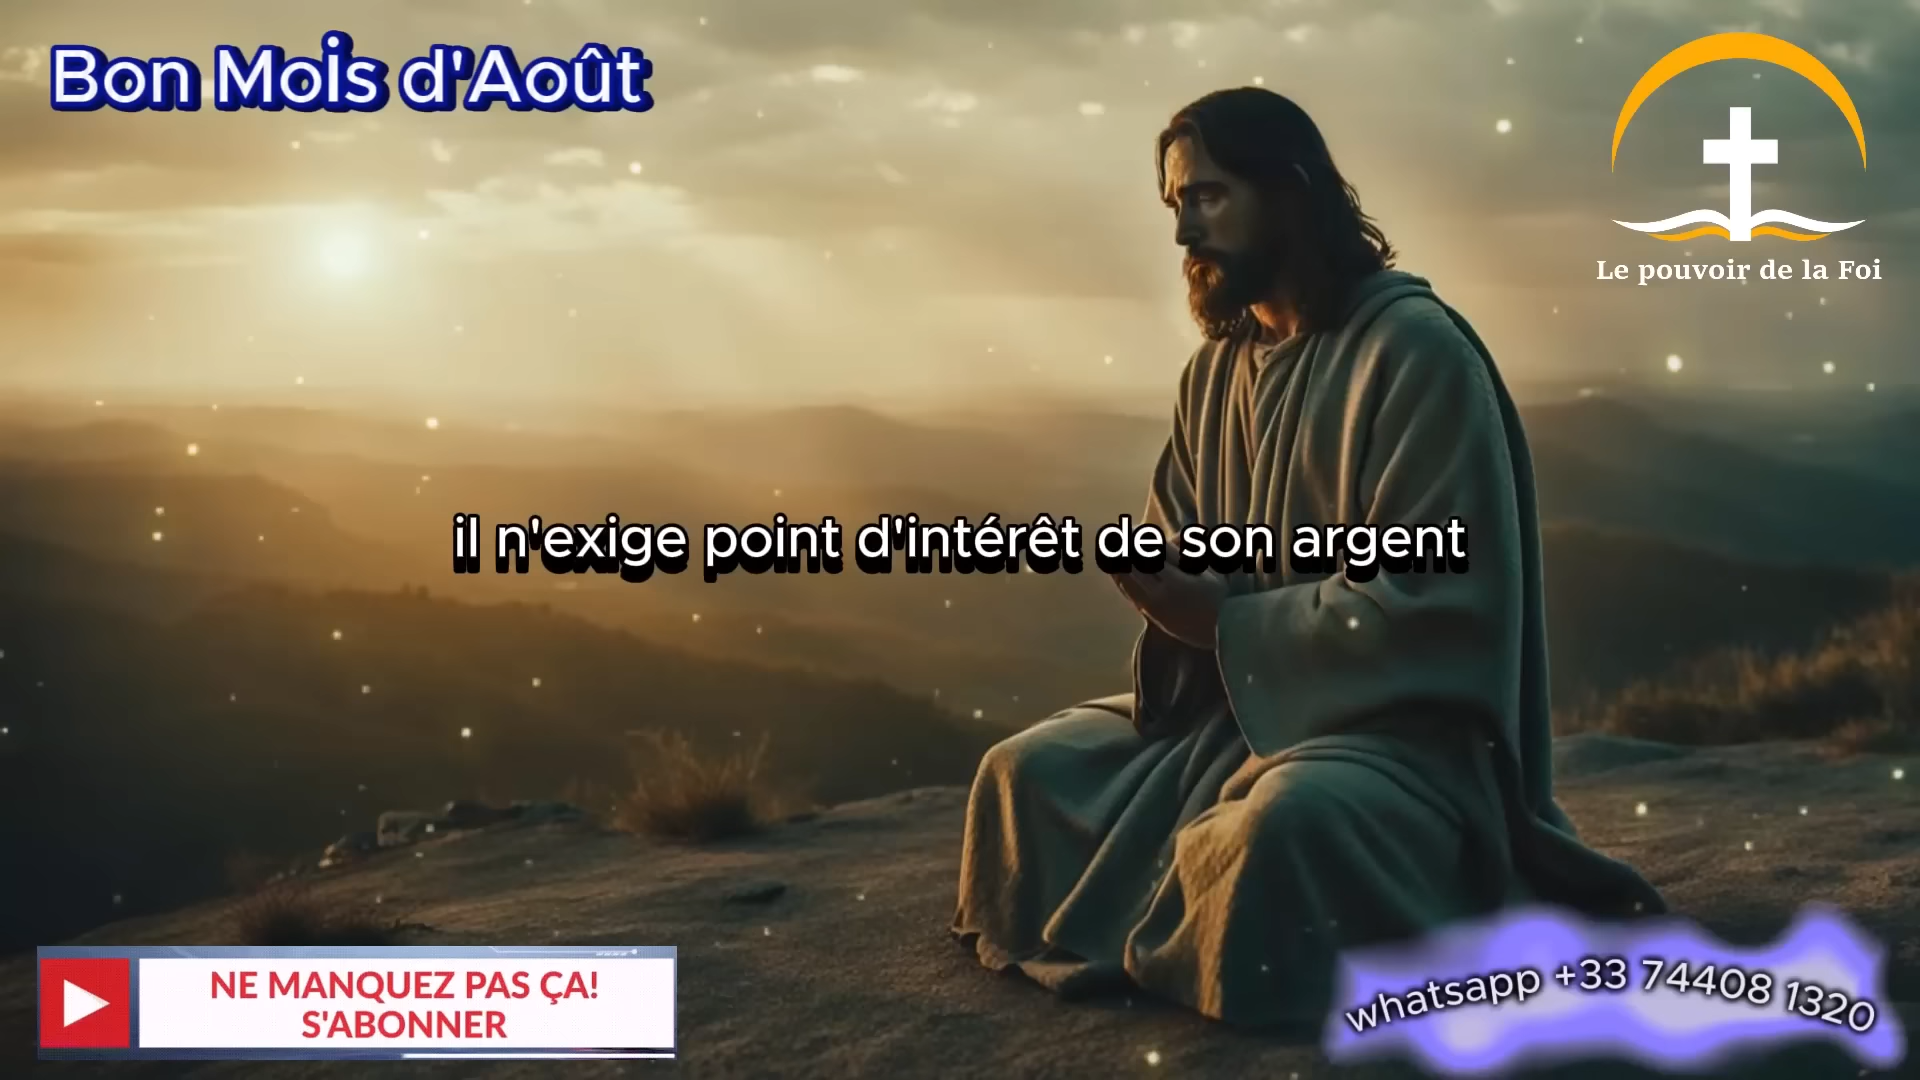 Bon Mois d'Août
Le pouvoir de la Foi
il n'exige point d'intérêt de son argent
NE MANQUEZ PAS ÇA!
S'ABONNER
whatsapp +33 74408 1320